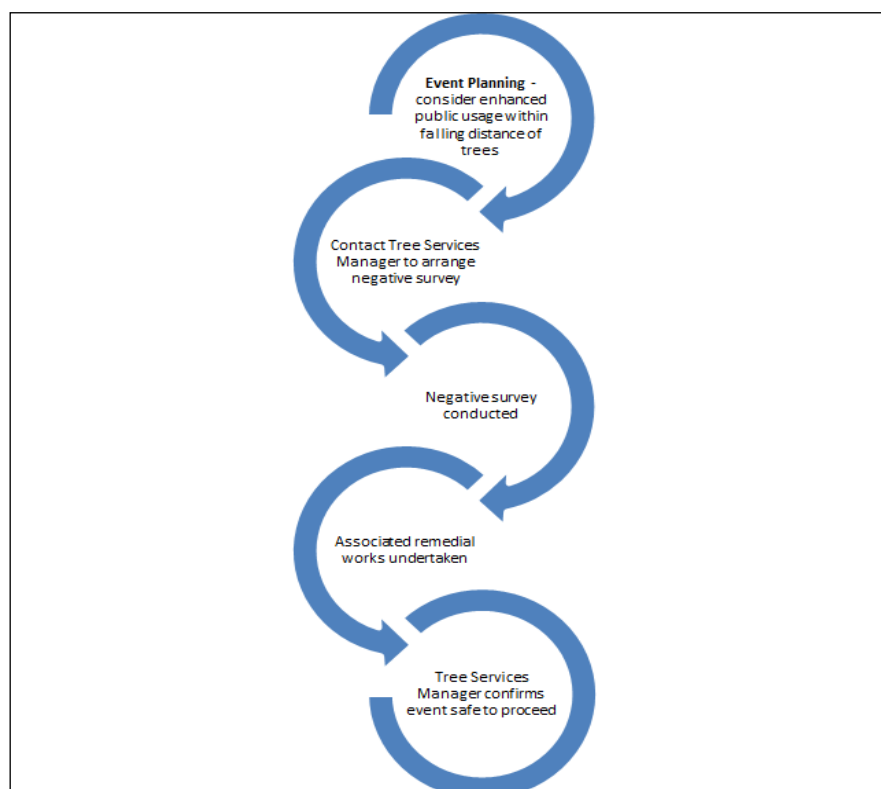 Event Planning -
consider enhanced
public usage within
falling distance of
trees
Contact Tree Services
Manager to arrange
negative survey
Negative survey
conducted
Associated remedial
works undertaken
Tree Services
Manager confirms
event safe to proceed